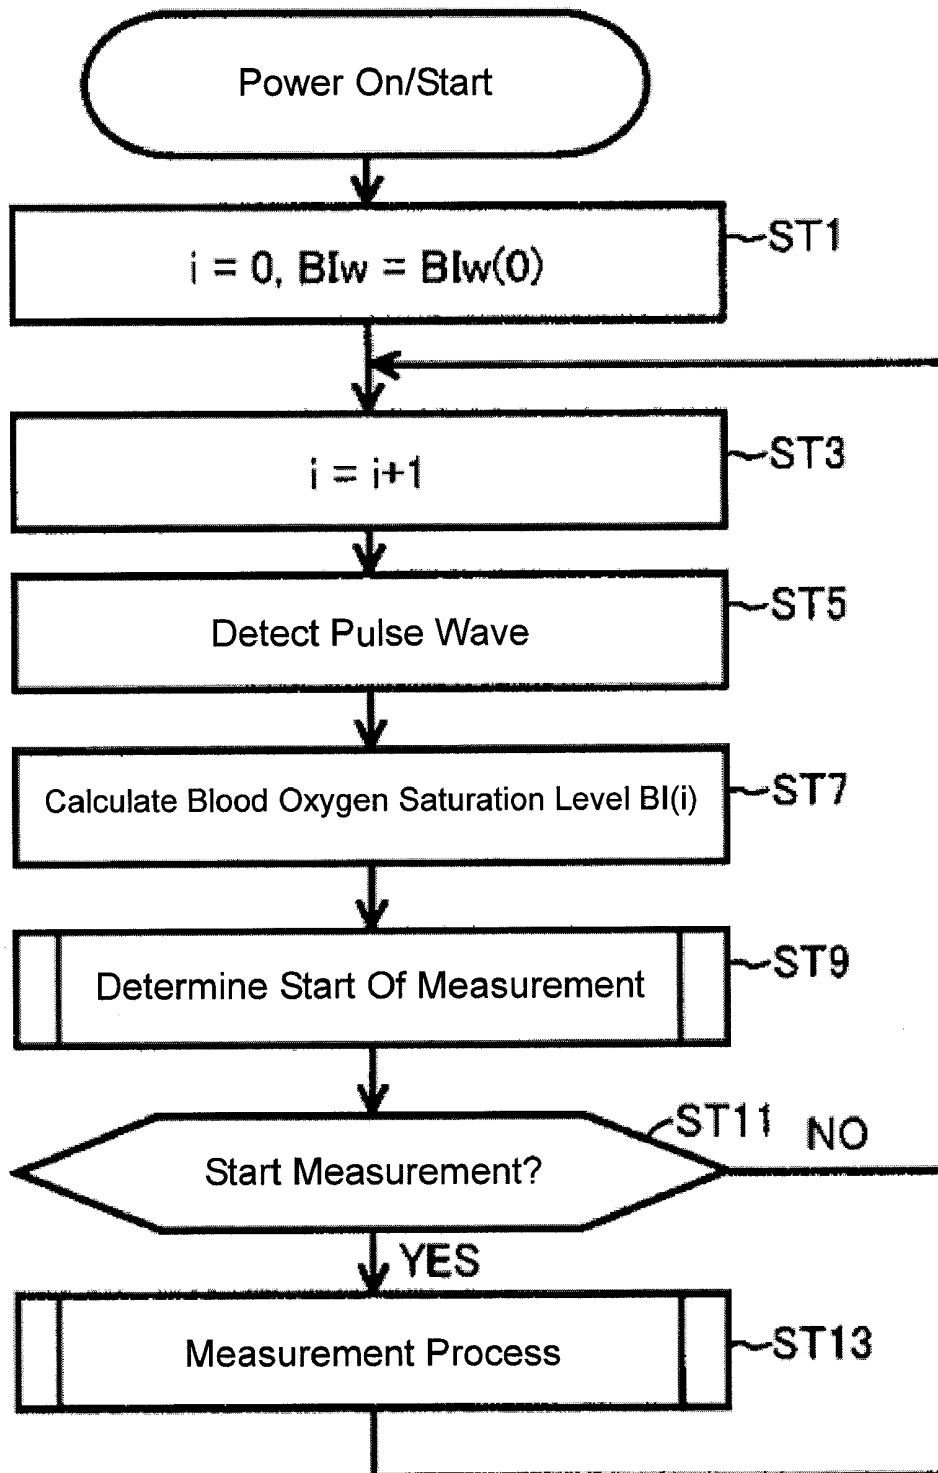 Power On/Start
i = 0, BIw = BIw(0)
ST1
i = i+1
ST3
Detect Pulse Wave
ST5
Calculate Blood Oxygen Saturation Level BI(i)
ST7
Determine Start Of Measurement
ST9
Start Measurement?
ST11
NO
YES
Measurement Process
ST13